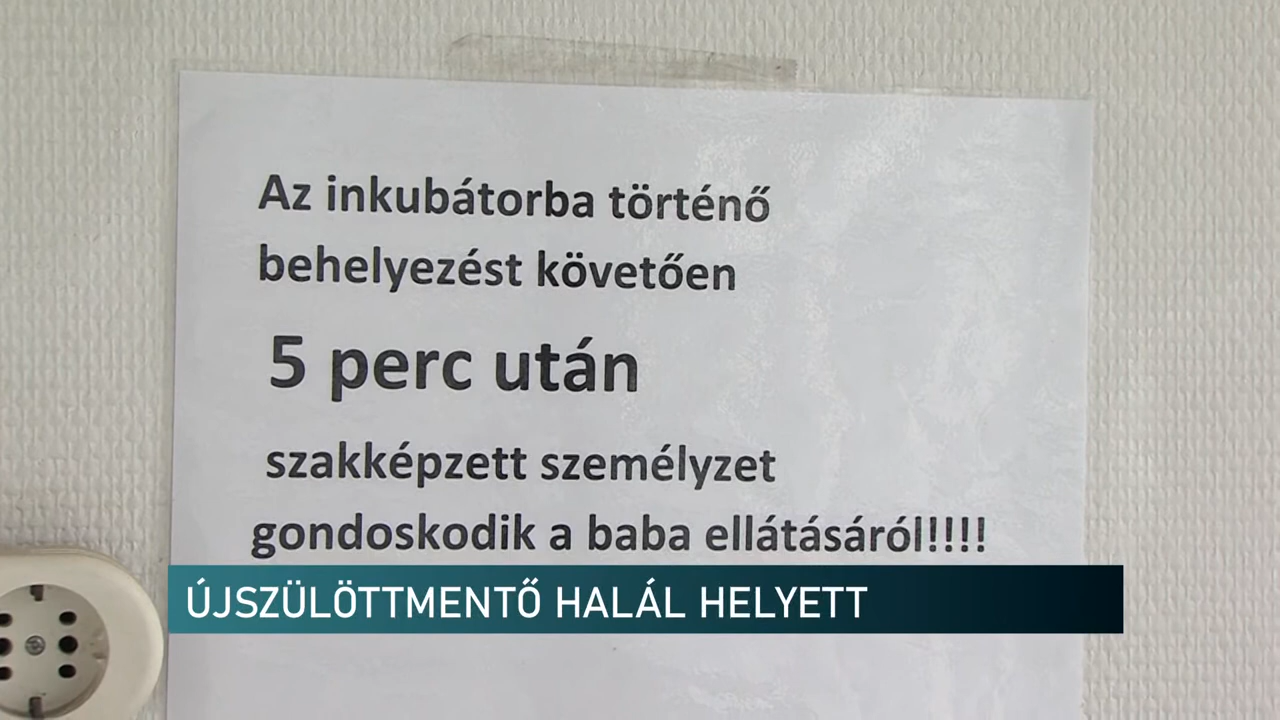 Az inkubátorba történő
behelyezést követően
5 perc után
szakképzett személyzet
gondoskodik a baba ellátásáról!!!!
ÚJSZÜLÖTTMENTŐ HALÁL HELYETT